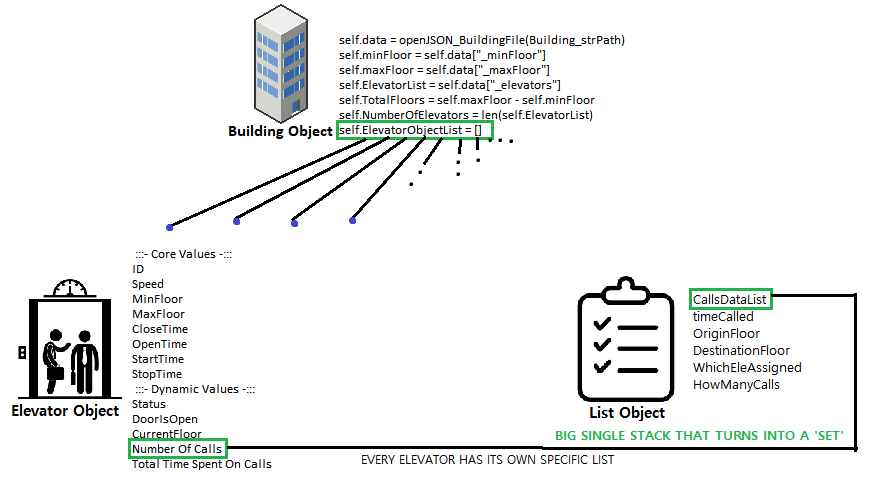 self.data = openJSON_BuildingFile(Building_strPath)
self.minFloor = self.data["_minFloor"]
self.maxFloor = self.data["_maxFloor"]
self.ElevatorList = self.data["_elevators"]
self.TotalFloors = self.maxFloor - self.minFloor
self.NumberOfElevators = len(self.ElevatorList)
Building Object
self.ElevatorObjectList = []
:::- Core Values -:::
ID
Speed
MinFloor
MaxFloor
CloseTime
OpenTime
StartTime
StopTime
:::- Dynamic Values -:::
Status
DoorIsOpen
CurrentFloor
Number Of Calls
Total Time Spent On Calls
Elevator Object
CallsDataList
timeCalled
OriginFloor
DestinationFloor
WhichEleAssigned
HowManyCalls
List Object
BIG SINGLE STACK THAT TURNS INTO A 'SET'
EVERY ELEVATOR HAS ITS OWN SPECIFIC LIST